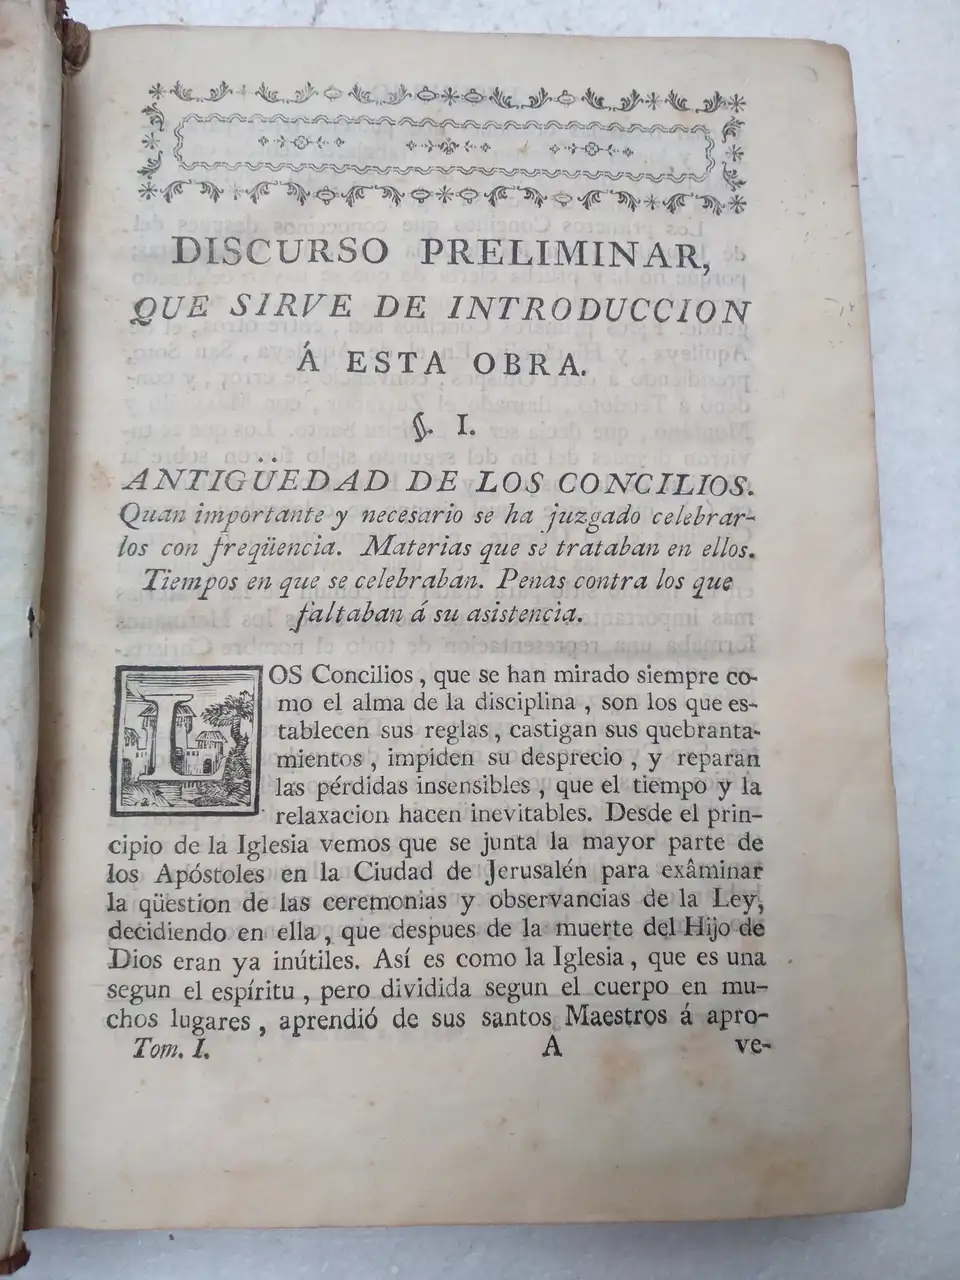 DISCURSO PRELIMINAR,
QUE SIRVE DE INTRODUCCION
Á ESTA OBRA.
§. I.
ANTIGÜEDAD DE LOS CONCILIOS.
Quan importante y necesario se ha juzgado celebrar-
los con freqüencia. Materias que se trataban en ellos.
Tiempos en que se celebraban. Penas contra los que
faltaban á su asistencia.
LOS Concilios, que se han mirado siempre co-
mo el alma de la disciplina, son los que es-
tablecen sus reglas, castigan sus quebranta-
mientos, impiden su desprecio, y reparan
las pérdidas insensibles, que el tiempo y la
relaxacion hacen inevitables. Desde el prin-
cipio de la Iglesia vemos que se junta la mayor parte de
los Apóstoles en la Ciudad de Jerusalén para exâminar
la qüestion de las ceremonias y observancias de la Ley,
decidiendo en ella, que despues de la muerte del Hijo de
Dios eran ya inútiles. Así es como la Iglesia, que es una
segun el espíritu, pero dividida segun el cuerpo en mu-
chos lugares, aprendió de sus santos Maestros á apro-
Tom. I. A ve-